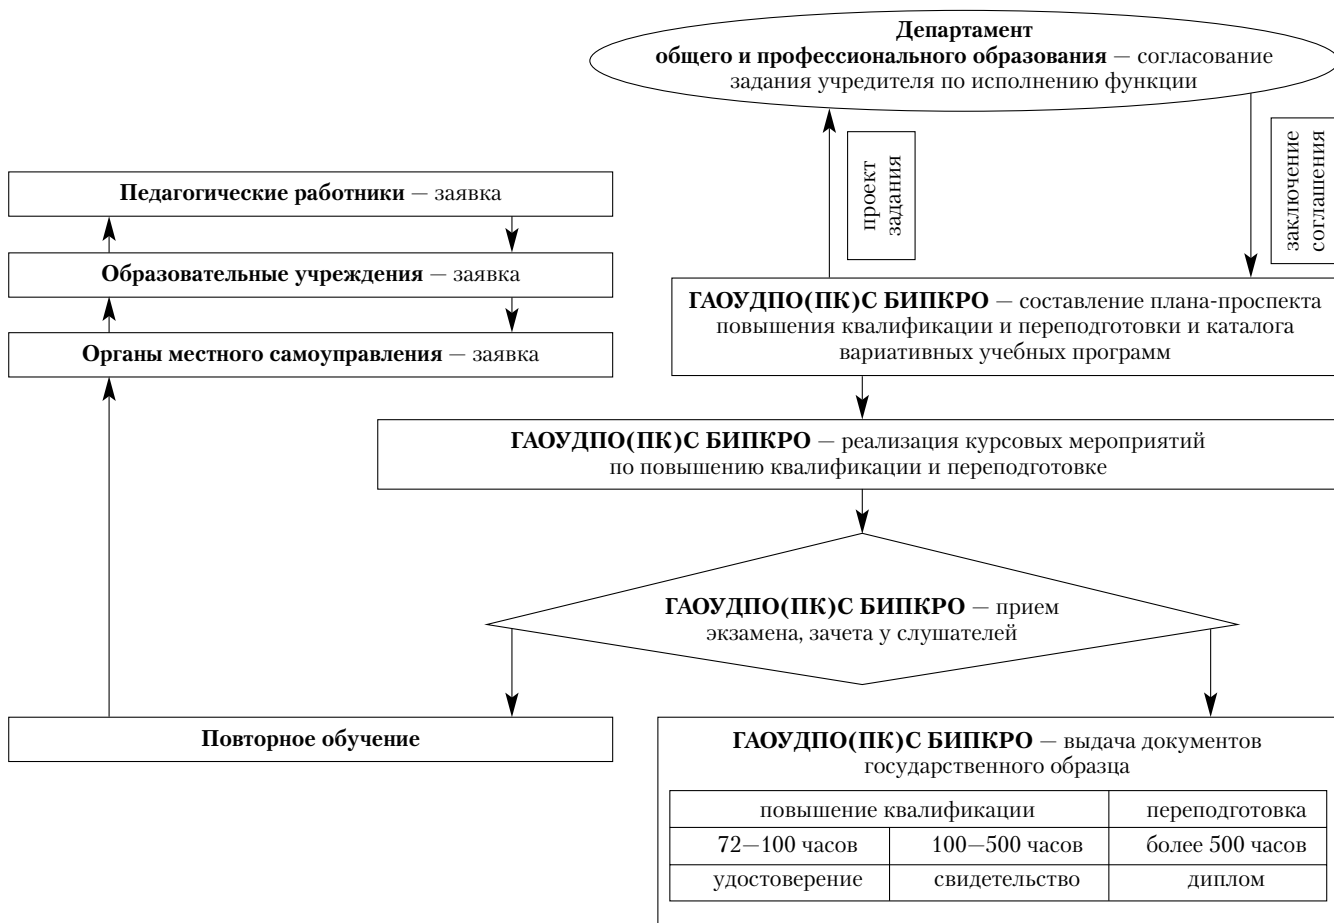 Департамент
общего и профессионального образования — согласование
задания учредителя по исполнению функции
проект
задания
заключение
соглашения
Педагогические работники — заявка
Образовательные учреждения — заявка
Органы местного самоуправления — заявка
ГАОУДПО(ПК)С БИПКРО — составление плана-проспекта
повышения квалификации и переподготовки и каталога
вариативных учебных программ
ГАОУДПО(ПК)С БИПКРО — реализация курсовых мероприятий
по повышению квалификации и переподготовке
ГАОУДПО(ПК)С БИПКРО — прием
экзамена, зачета у слушателей
Повторное обучение
ГАОУДПО(ПК)С БИПКРО — выдача документов
государственного образца
повышение квалификации переподготовка
72—100 часов 100—500 часов более 500 часов
удостоверение свидетельство диплом